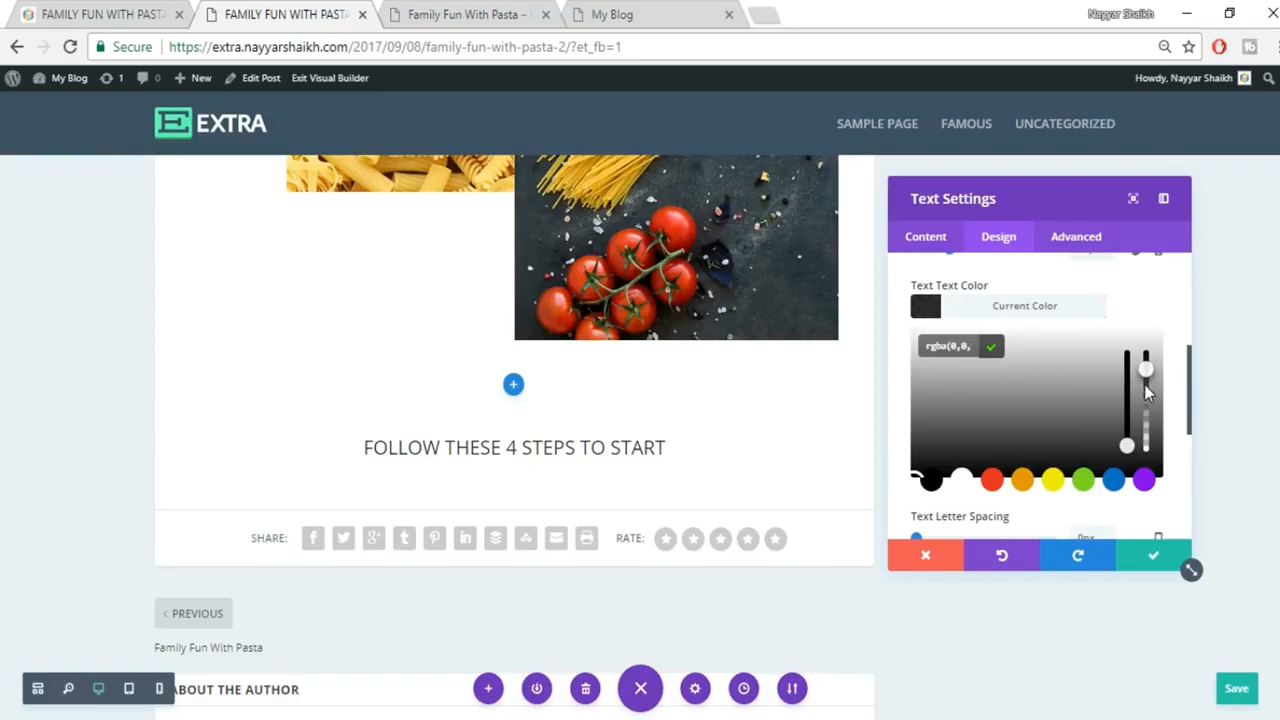 FAMILY FUN WITH PASTA
FAMILY FUN WITH PASTA
Family Fun With Pasta –
My Blog
Nayyar Shaikh
Secure
https://extra.nayyarshaikh.com/2017/09/08/family-fun-with-pasta-2/?et_fb=1
My Blog
1
0
New
Edit Post
Exit Visual Builder
Howdy, Nayyar Shaikh
E EXTRA
SAMPLE PAGE
FAMOUS
UNCATEGORIZED
Text Settings
Content
Design
Advanced
Text Text Color
Current Color
rgba(0,0,
FOLLOW THESE 4 STEPS TO START
Text Letter Spacing
0px
SHARE:
RATE:
< PREVIOUS
Family Fun With Pasta
ABOUT THE AUTHOR
Save